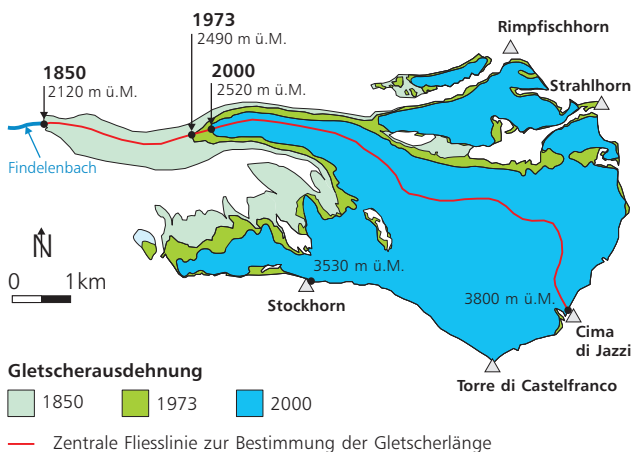 1850
2120 m ü.M.
1973
2490 m ü.M.
2000
2520 m ü.M.
Rimpfischhorn
Strahlhorn
Findelenbach
N
0 1 km
3530 m ü.M.
Stockhorn
3800 m ü.M.
Cima
di Jazzi
Torre di Castelfranco
Gletscherausdehnung
1850 1973 2000
Zentrale Fliesslinie zur Bestimmung der Gletscherlänge